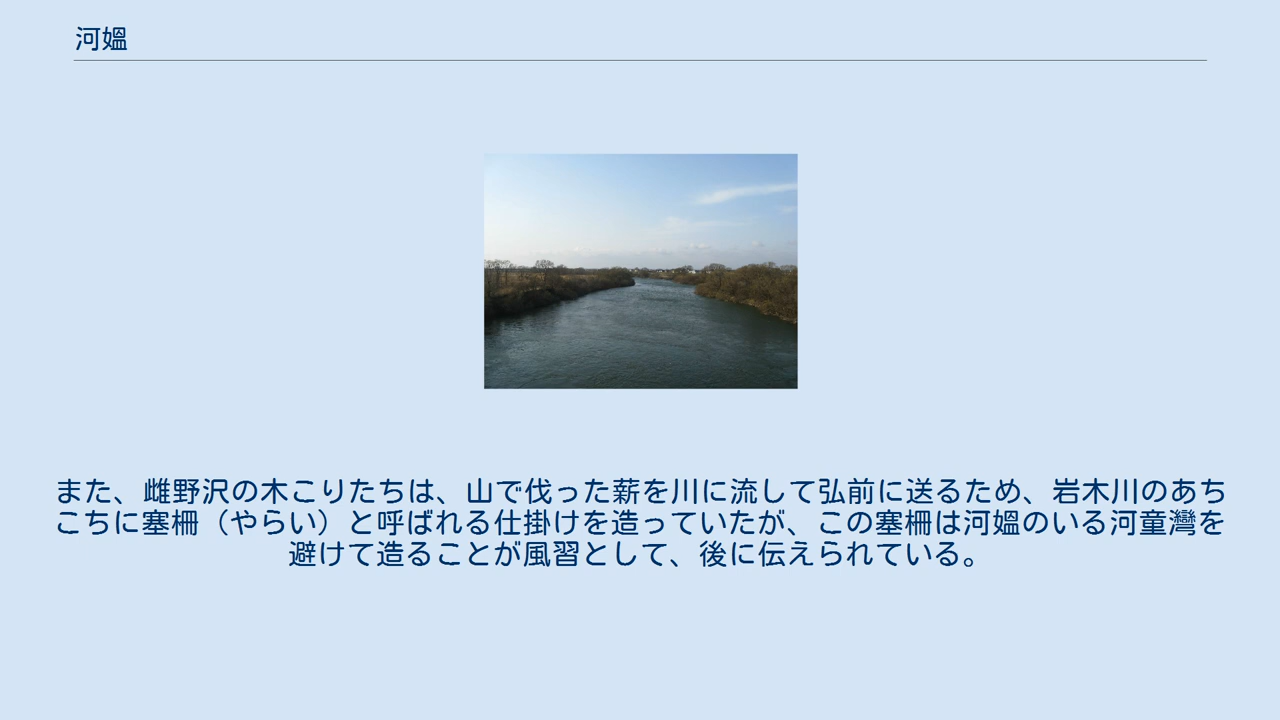 河媼
また、雌野沢の木こりたちは、山で伐った薪を川に流して弘前に送るため、岩木川のあち
こちに塞柵（やらい）と呼ばれる仕掛けを造っていたが、この塞柵は河媼のいる河童灣を
避けて造ることが風習として、後に伝えられている。